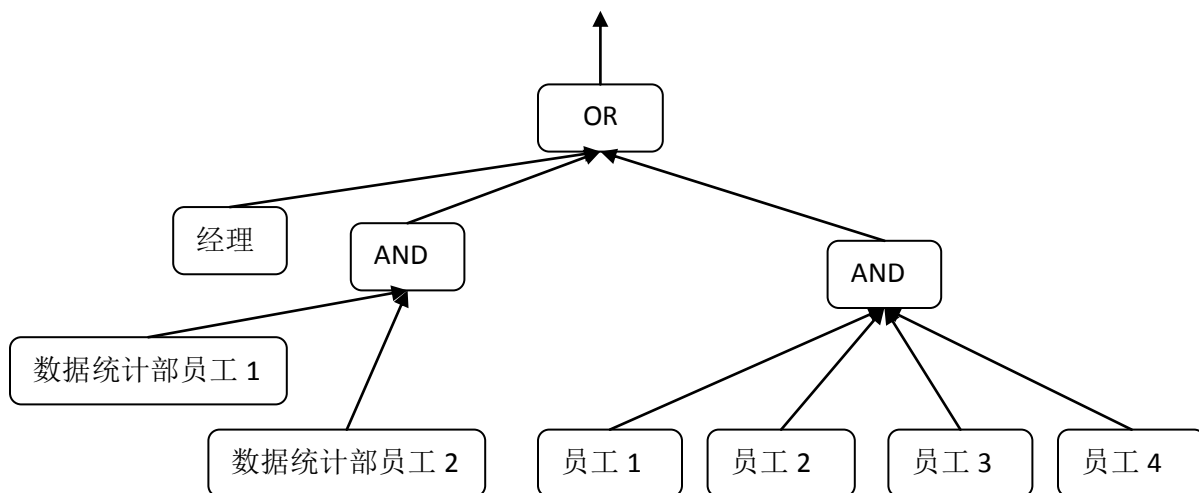 OR
经理
AND
AND
数据统计部员工 1
数据统计部员工 2
员工 1
员工 2
员工 3
员工 4